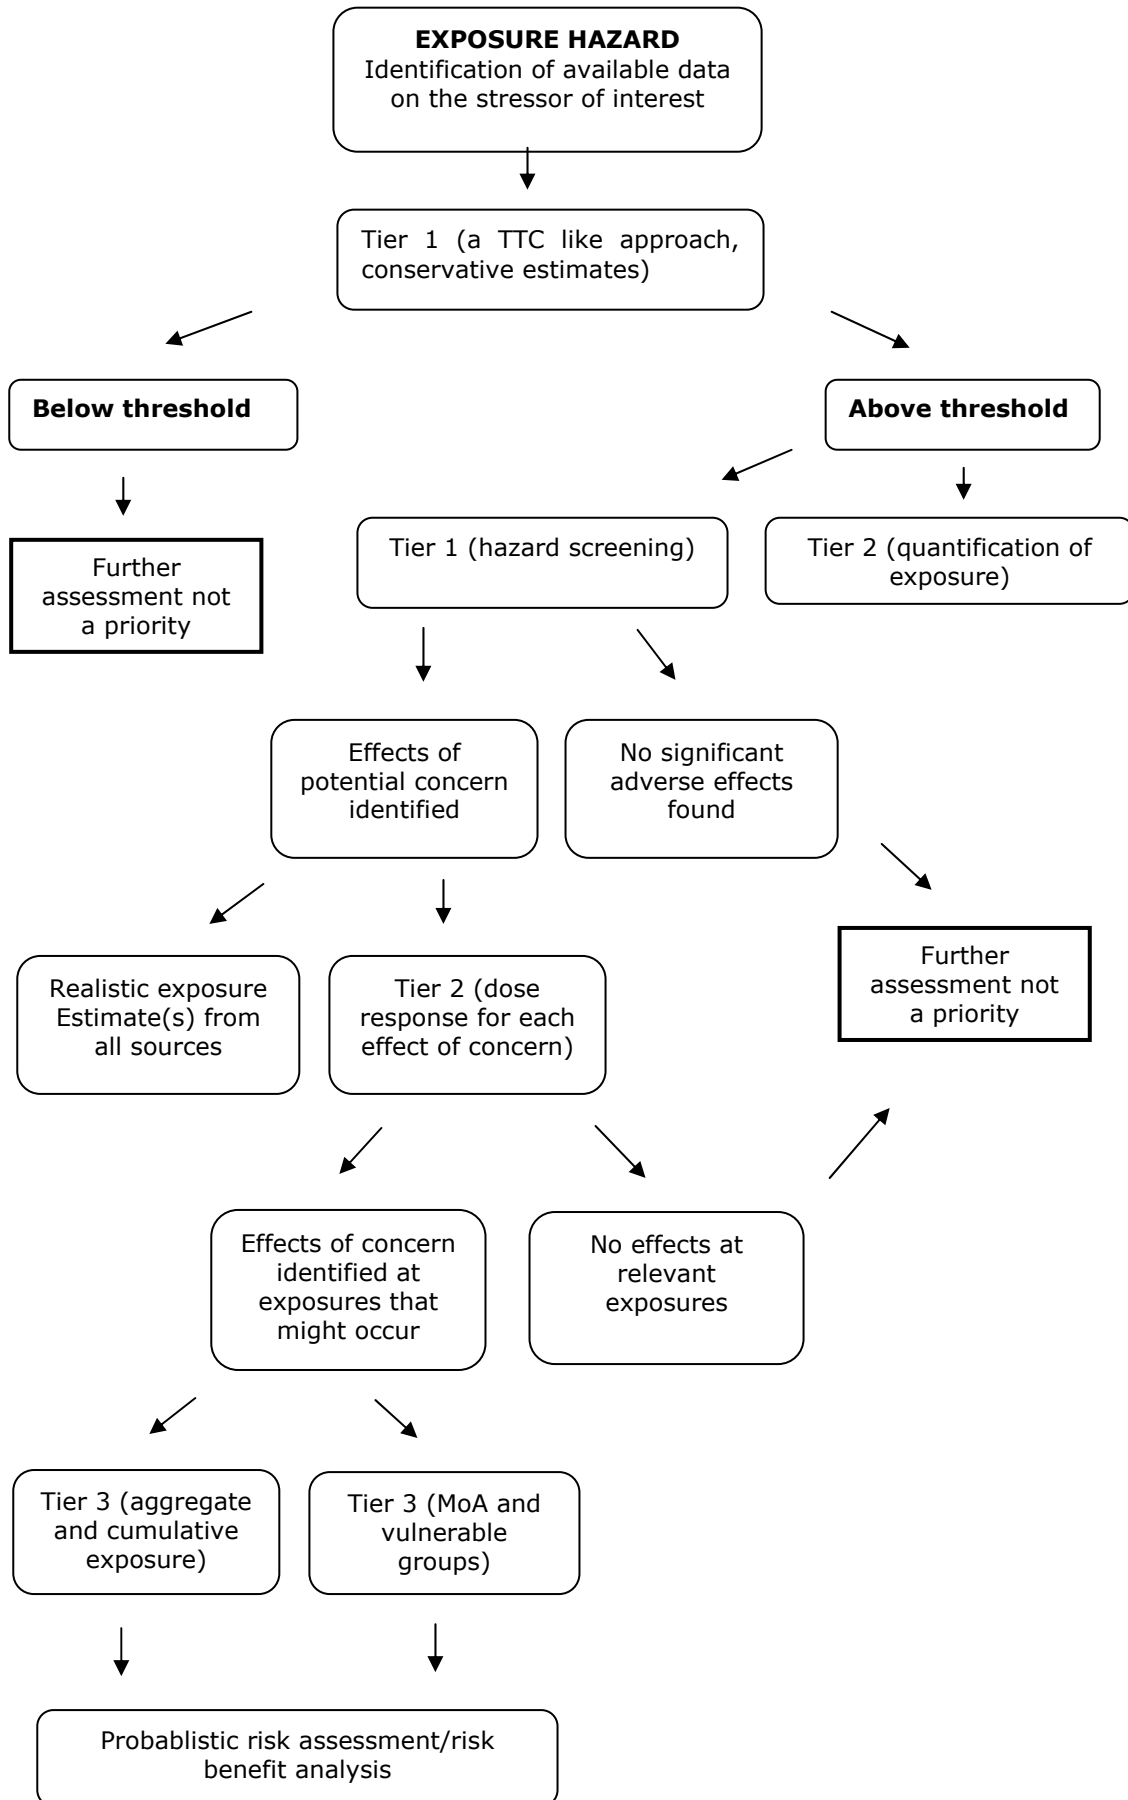 EXPOSURE HAZARD
Identification of available data
on the stressor of interest
Tier 1 (a TTC like approach,
conservative estimates)
Below threshold
Above threshold
Further
assessment not
a priority
Tier 1 (hazard screening)
Tier 2 (quantification of
exposure)
Effects of
potential concern
identified
No significant
adverse effects
found
Realistic exposure
Estimate(s) from
all sources
Tier 2 (dose
response for each
effect of concern)
Further
assessment not
a priority
Effects of concern
identified at
exposures that
might occur
No effects at
relevant
exposures
Tier 3 (aggregate
and cumulative
exposure)
Tier 3 (MoA and
vulnerable
groups)
Probablistic risk assessment/risk
benefit analysis